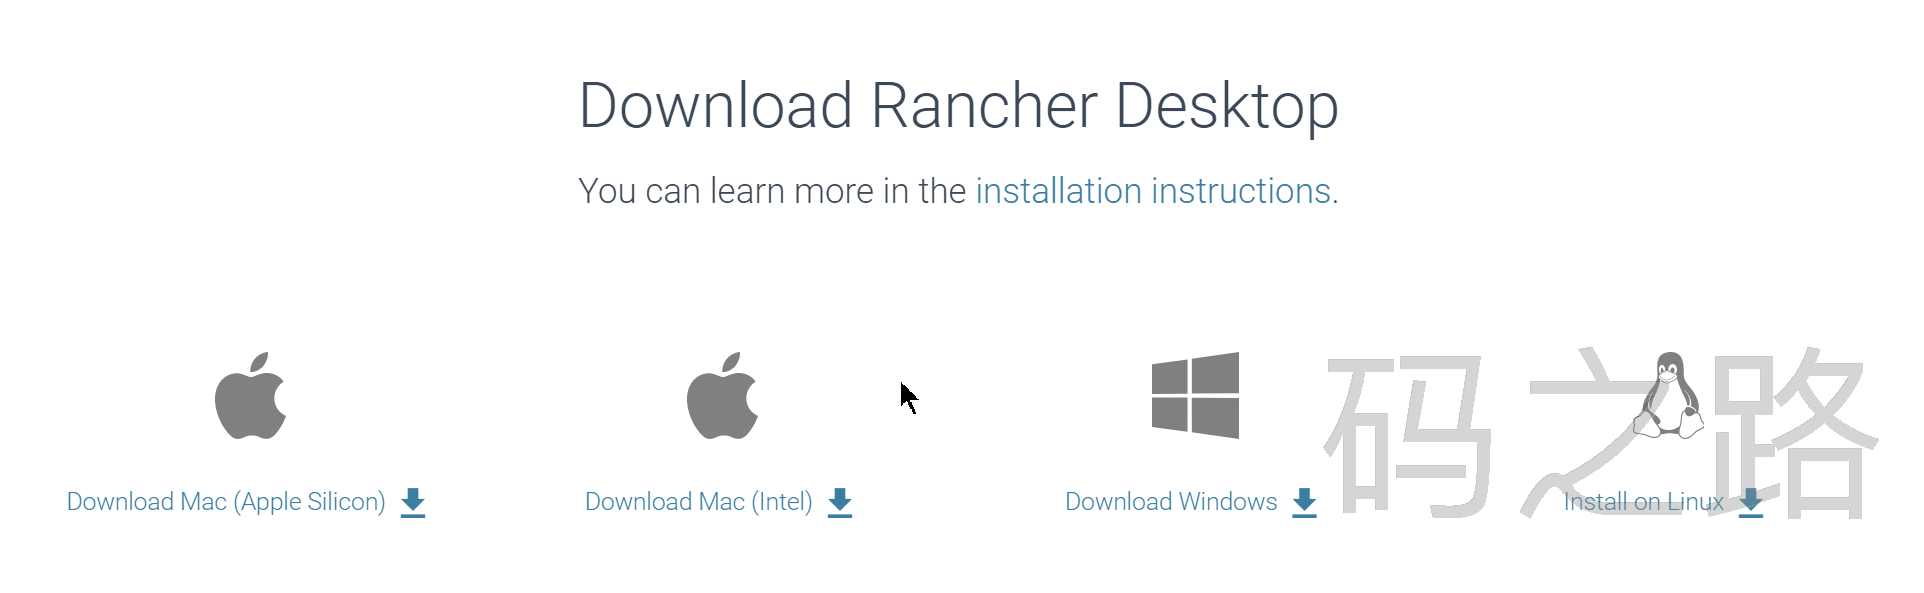 Download Rancher Desktop
You can learn more in the installation instructions.
Download Mac (Apple Silicon)
Download Mac (Intel)
Download Windows
Install on Linux
码之路